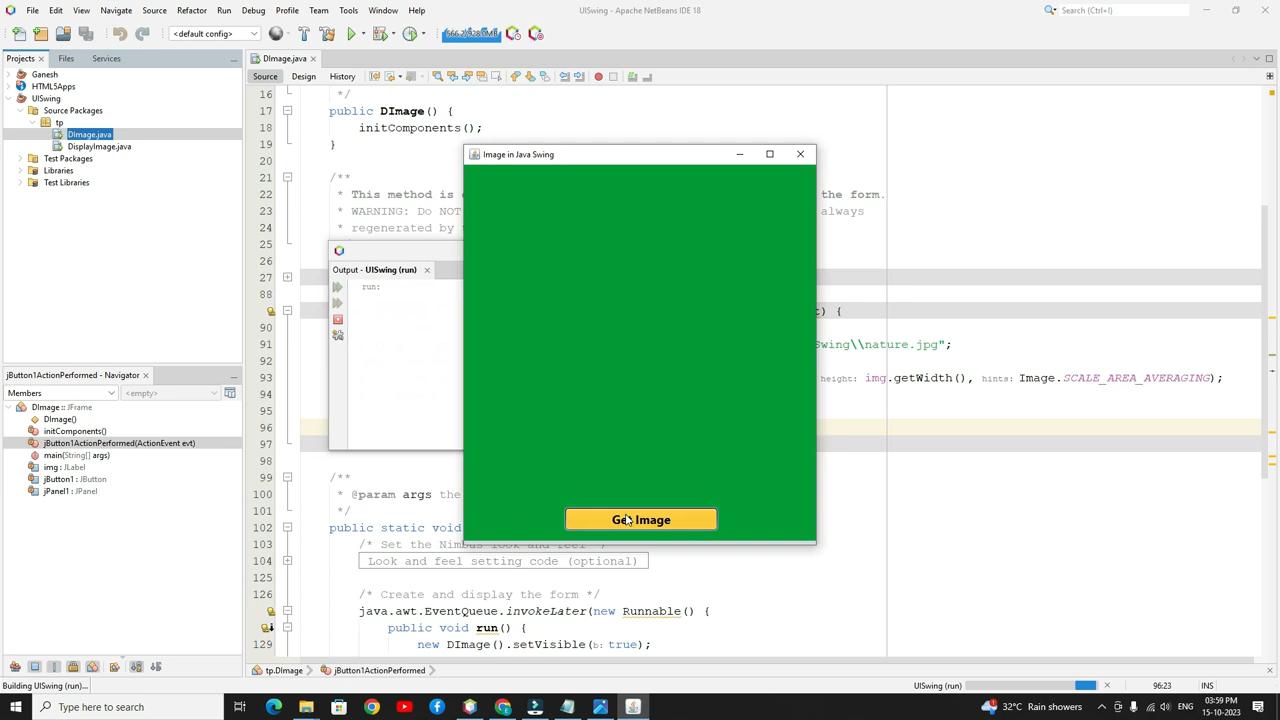 File Edit View Navigate Source Refactor Run Debug Profile Team Tools Window Help
UISwing - Apache NetBeans IDE 18
Search (Ctrl+I)
<default config>
566.2/928.0MB
Projects Files Services
Ganesh
HTML5Apps
UISwing
Source Packages
tp
DImage.java
DisplayImage.java
Test Packages
Libraries
Test Libraries
DImage.java
Source Design History
16 */
17 public DImage() {
18 initComponents();
19 }
20
21 /**
22 * This method is the form.
23 * WARNING: Do NOT always
24 * regenerated by
25
26
27
88
t) {
90
91 Swing\\nature.jpg";
92
93 height: img.getWidth(), hints: Image.SCALE_AREA_AVERAGING);
94
95
96
97
98
99 /**
100 * @param args the
101 */
102 public static void
103 /* Set the Nimbus look and feel */
104 Look and feel setting code (optional)
125
126 /* Create and display the form */
java.awt.EventQueue.invokeLater(new Runnable() {
public void run() {
129 new DImage().setVisible(b: true);
Image in Java Swing
Get Image
Output - UISwing (run)
run:
jButton1ActionPerformed - Navigator
Members <empty>
DImage :: JFrame
DImage()
initComponents()
jButton1ActionPerformed(ActionEvent evt)
main(String[] args)
img : JLabel
jButton1 : JButton
jPanel1 : JPanel
tp.DImage jButton1ActionPerformed
Building UISwing (run)...
UISwing (run)
96:23 INS
Type here to search
32°C Rain showers
ENG
03:59 PM
15-10-2023